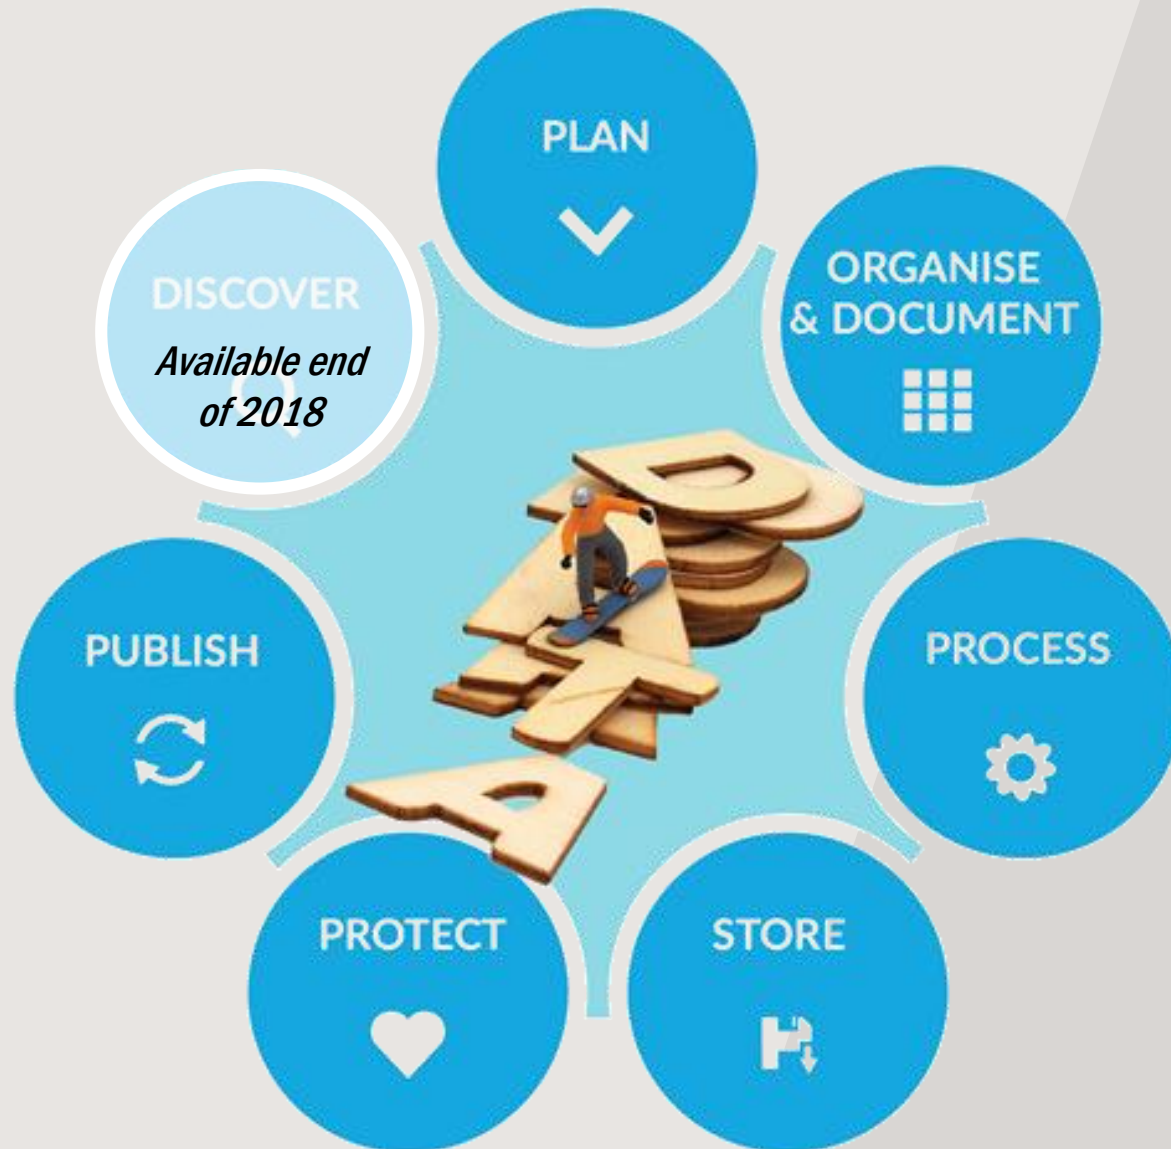 PLAN
ORGANISE
& DOCUMENT
PROCESS
STORE
PROTECT
PUBLISH
DISCOVER
Available end
of 2018
D
A
T
A